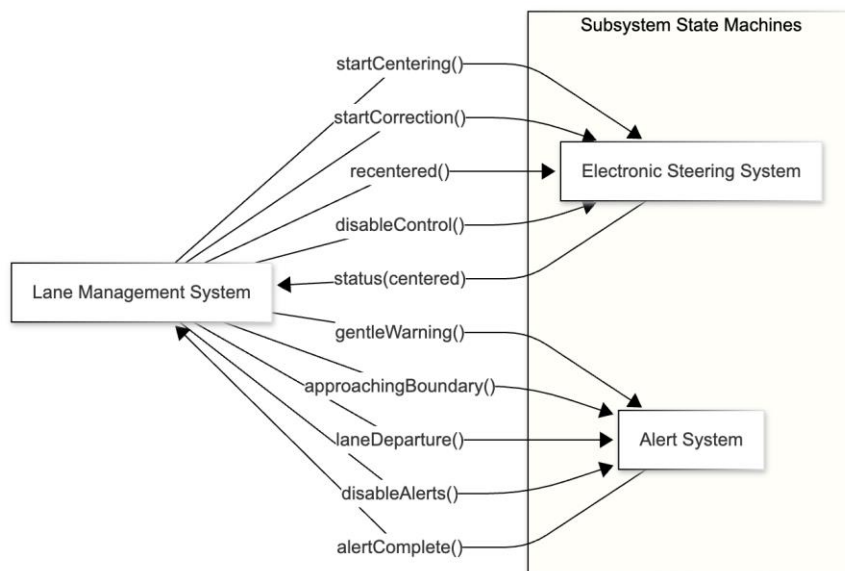 Subsystem State Machines
startCentering()
startCorrection()
recentered()
Electronic Steering System
disableControl()
Lane Management System
status(centered)
gentleWarning()
approachingBoundary()
laneDeparture()
Alert System
disableAlerts()
alertComplete()